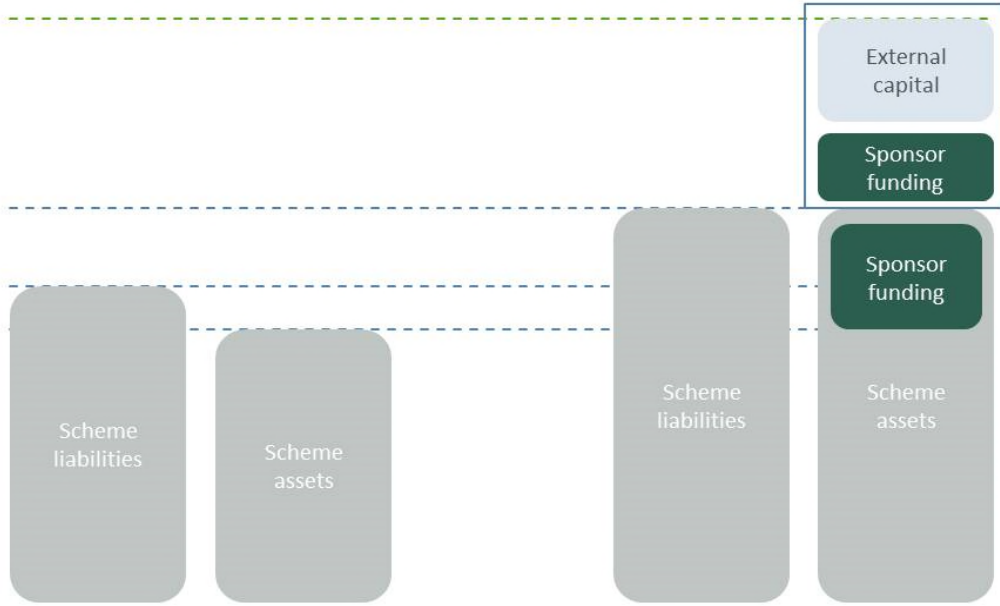 External
capital
Sponsor
funding
Sponsor
funding
Scheme
liabilities
Scheme
assets
Scheme
liabilities
Scheme
assets